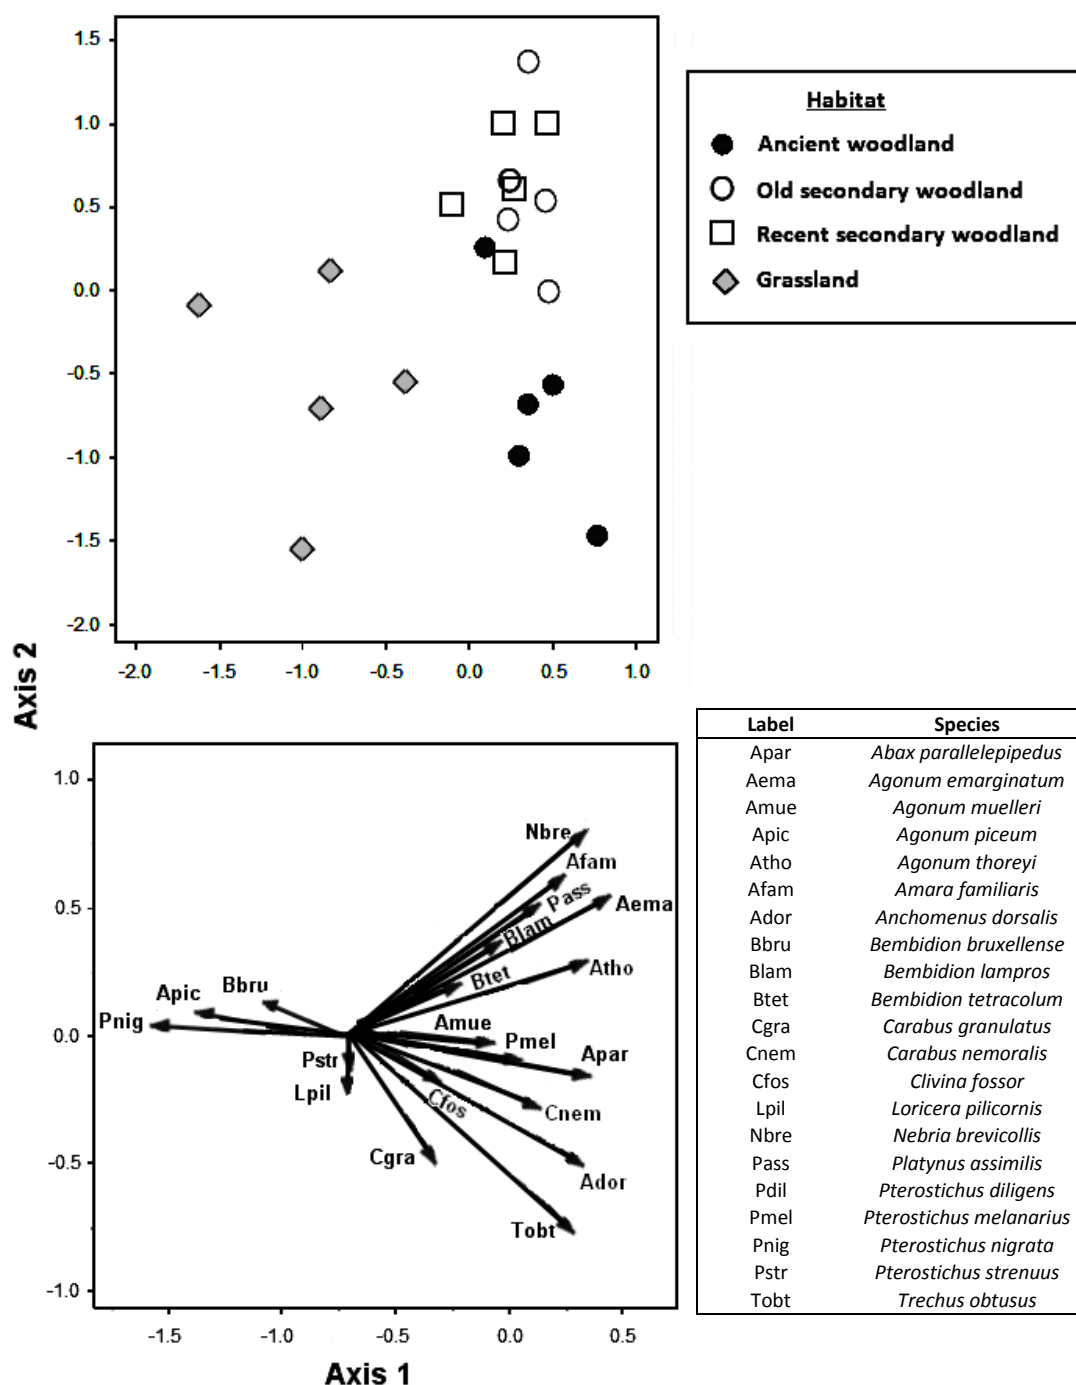 1.5
1.0
0.5
0.0
-0.5
-1.0
-1.5
-2.0
-2.0 -1.5 -1.0 -0.5 0.0 0.5 1.0
Habitat
Ancient woodland
Old secondary woodland
Recent secondary woodland
Grassland
Axis 2
1.0
0.5
0.0
-0.5
-1.0
Nbre
Afam
Pass
Aema
Blam
Atho
Btet
Bbru
Apic
Pnig
Amue
Pmel
Apar
Pstr
Lpil
Cfos
Cnem
Cgra
Ador
Tobt
-1.5 -1.0 -0.5 0.0 0.5
Axis 1
Label Species
Apar Abax parallelepipedus
Aema Agonum emarginatum
Amue Agonum muelleri
Apic Agonum piceum
Atho Agonum thoreyi
Afam Amara familiaris
Ador Anchomenus dorsalis
Bbru Bembidion bruxellense
Blam Bembidion lampros
Btet Bembidion tetracolum
Cgra Carabus granulatus
Cnem Carabus nemoralis
Cfos Clivina fossor
Lpil Loricera pilicornis
Nbre Nebria brevicollis
Pass Platynus assimilis
Pdil Pterostichus diligens
Pmel Pterostichus melanarius
Pnig Pterostichus nigrata
Pstr Pterostichus strenuus
Tobt Trechus obtusus